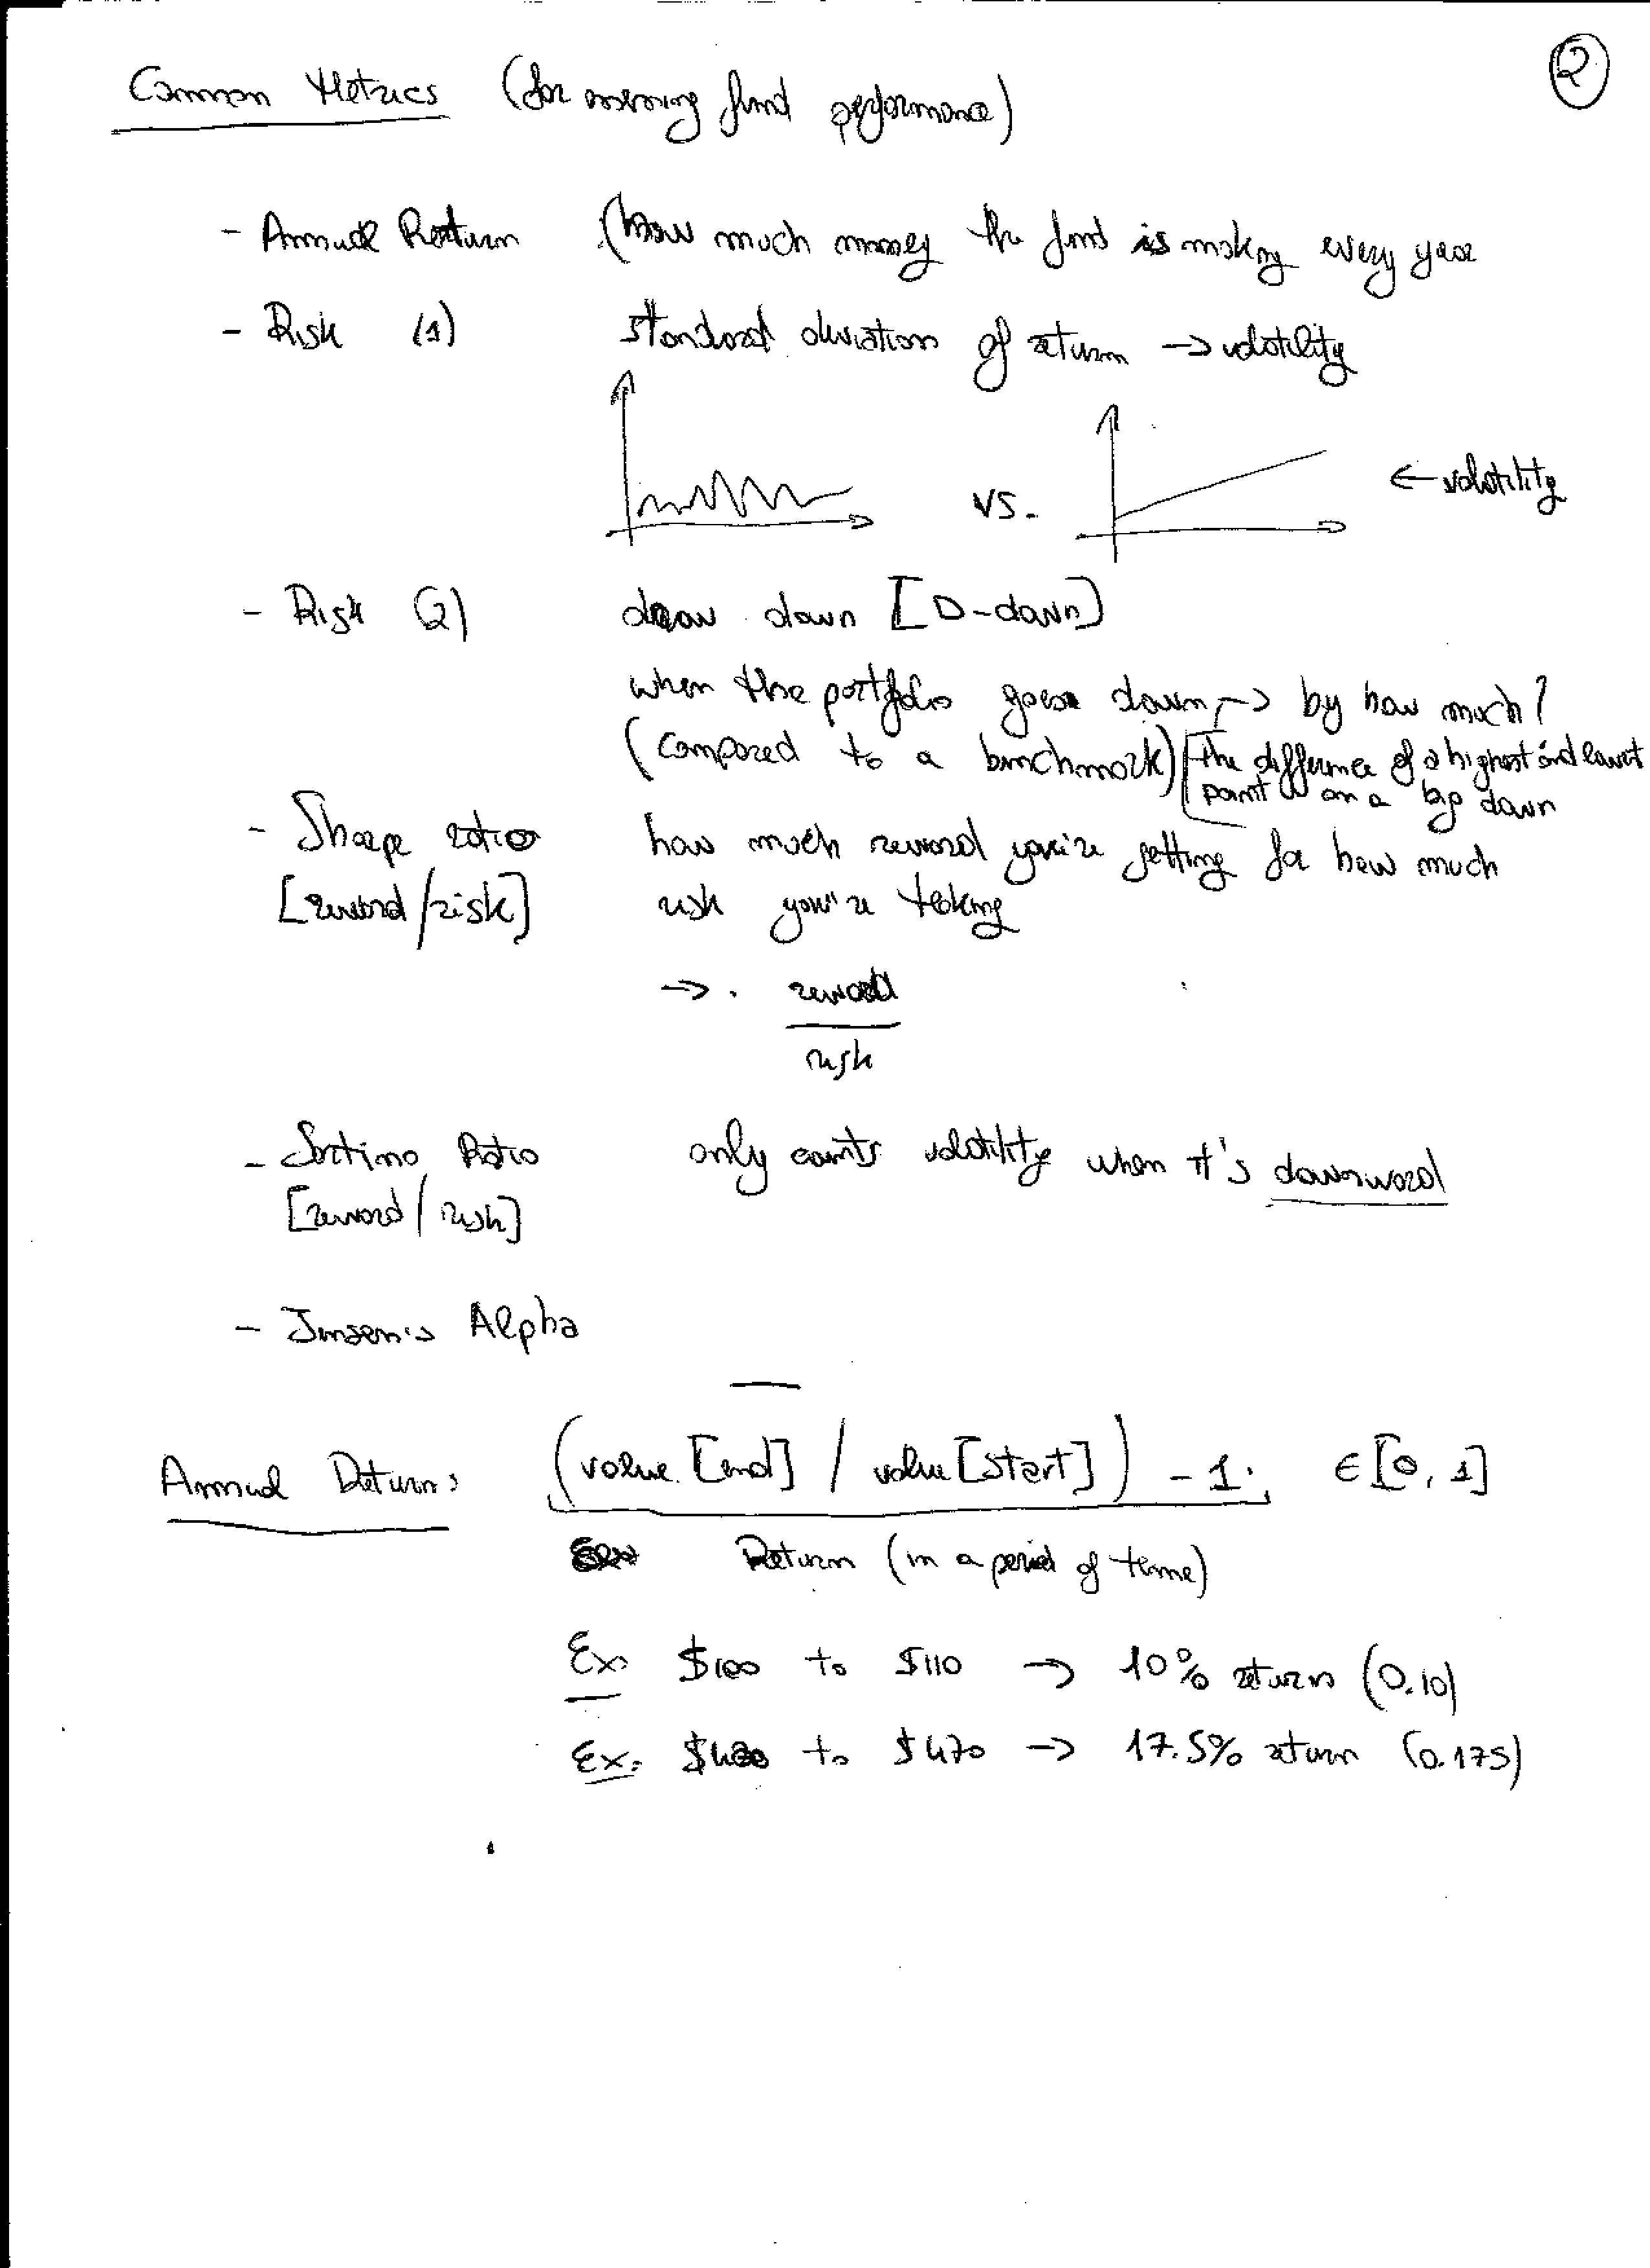 2
Common Metrics (for measuring fund performance)
- Annual Return (how much money the fund is making every year
- Risk (1) standard deviation of return → volatility
vs. ← volatility
- Risk (2) draw down [D-down]
when the portfolio goes down, → by how much?
(compared to a benchmark) [the difference of a highest and lowest
point on a big down
- Sharpe ratio how much reward you're getting for how much
[reward/risk] risk you're taking
→ reward
risk
- Sortino Ratio only counts volatility when it's downward
[reward/risk]
- Jensen's Alpha
Annual Return: (value [end] / value [start]) - 1 ∈ [0, 1]
Return (in a period of time)
Ex: $100 to $110 → 10% return (0.10)
Ex: $400 to $470 → 17.5% return (0.175)